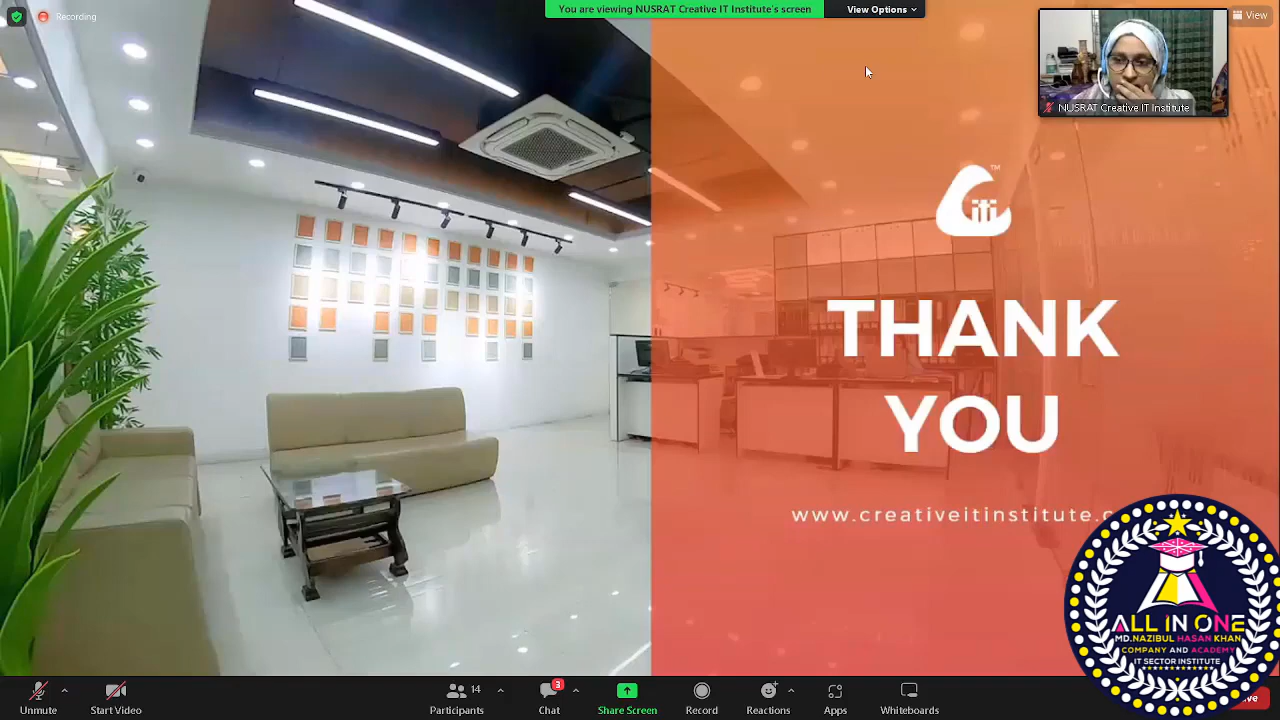 Recording
You are viewing NUSRAT Creative IT Institute's screen
View Options
View
NUSRAT Creative IT Institute
iti
TM
THANK
YOU
www.creativeitinstitute.c
ALL IN ONE
MD.NAZIBUL HASAN KHAN
COMPANY AND ACADEMY
IT SECTOR INSTITUTE
Unmute
Start Video
14
Participants
3
Chat
Share Screen
Record
Reactions
Apps
Whiteboards